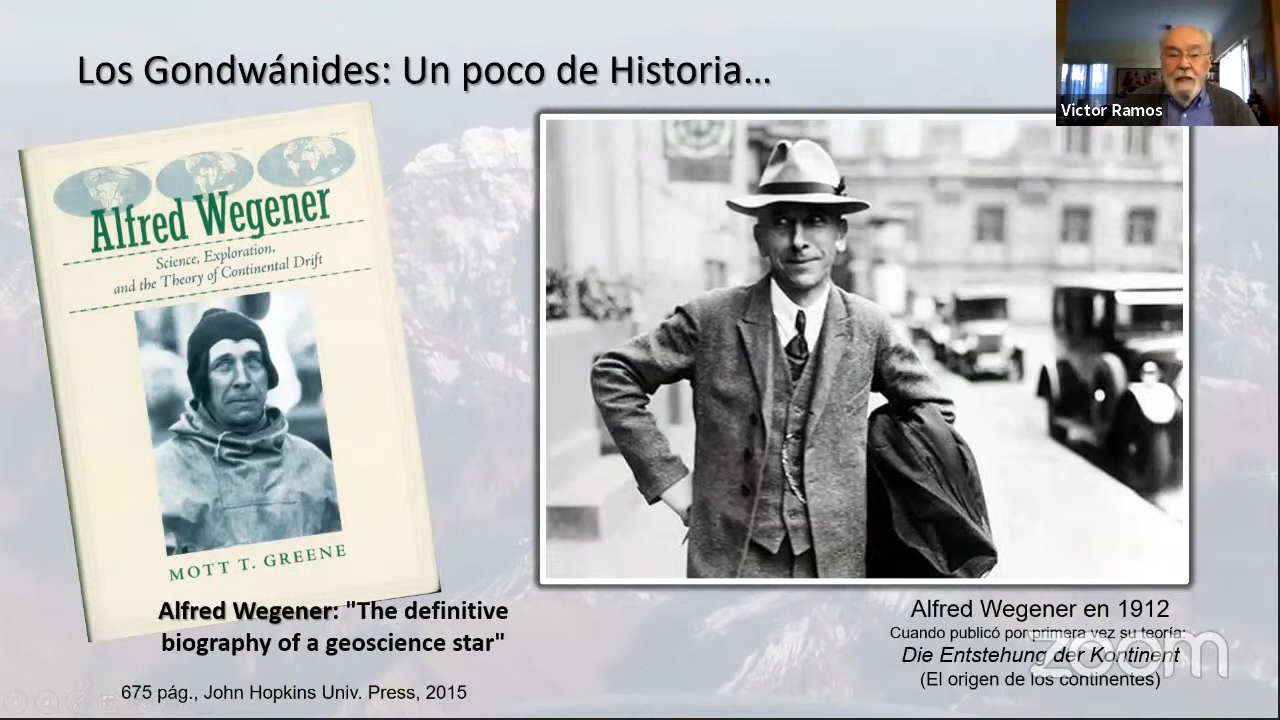 Los Gondwánides: Un poco de Historia...
Victor Ramos
Alfred Wegener
Science, Exploration,
and the Theory of Continental Drift
MOTT T. GREENE
Alfred Wegener: "The definitive
biography of a geoscience star"
675 pág., John Hopkins Univ. Press, 2015
Alfred Wegener en 1912
Cuando publicó por primera vez su teoría:
Die Entstehung der Kontinent
(El origen de los continentes)
zoom